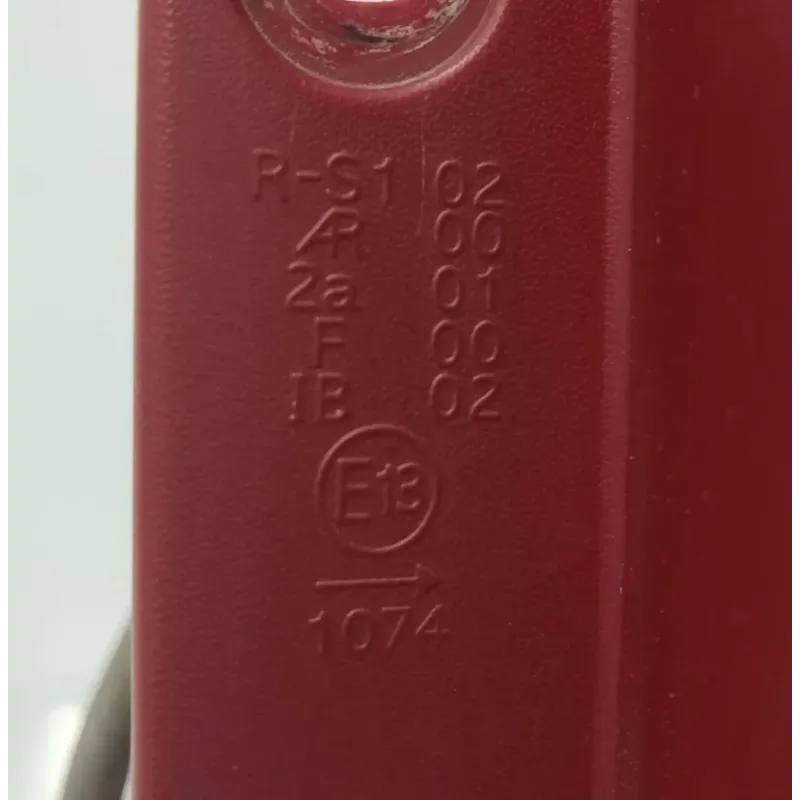 R-S1 02
AR 00
2a 01
F 00
IB 02
E13
→
1074